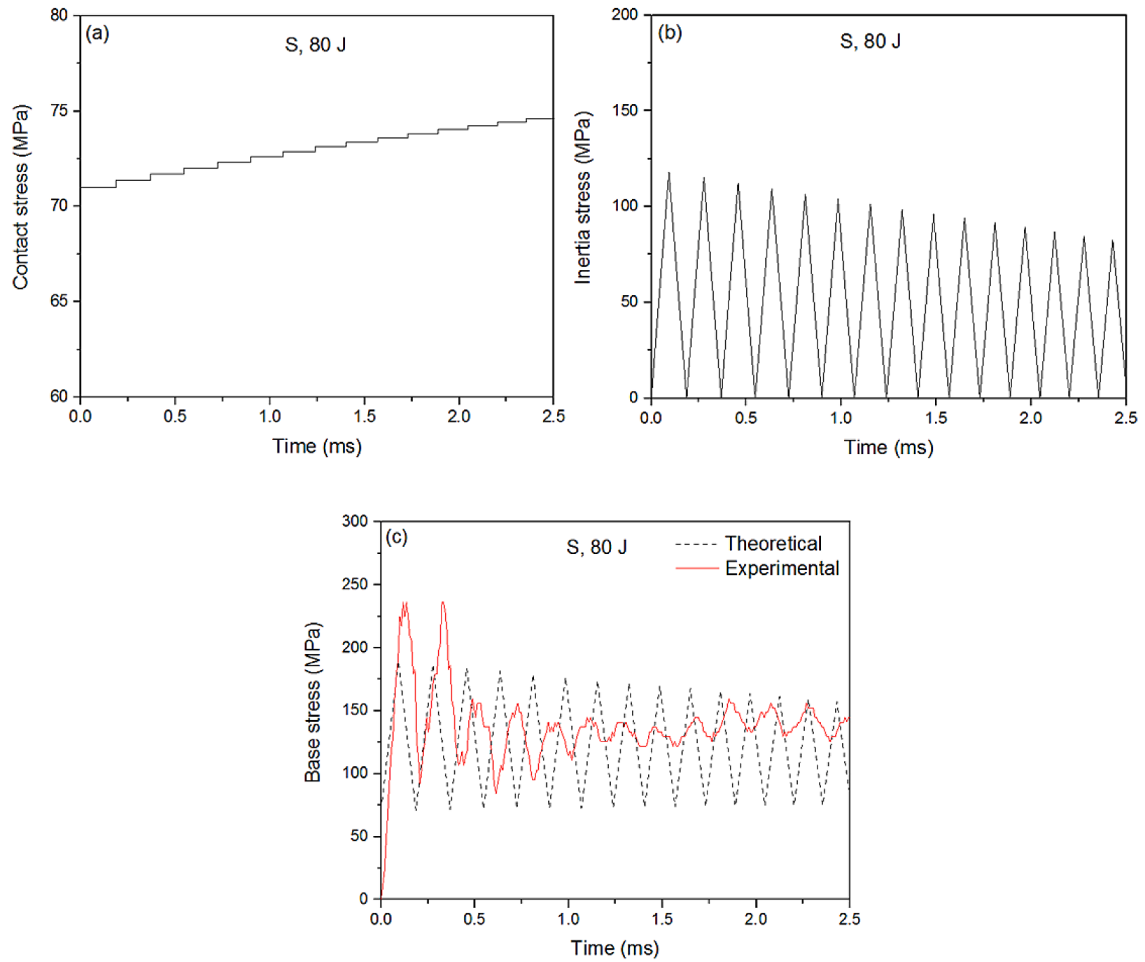 (a)
S, 80 J
80
75
70
65
60
Contact stress (MPa)
0.0 0.5 1.0 1.5 2.0 2.5
Time (ms)
(b)
S, 80 J
200
150
100
50
0
Inertia stress (MPa)
0.0 0.5 1.0 1.5 2.0 2.5
Time (ms)
(c)
S, 80 J
Theoretical
Experimental
300
250
200
150
100
50
0
Base stress (MPa)
0.0 0.5 1.0 1.5 2.0 2.5
Time (ms)